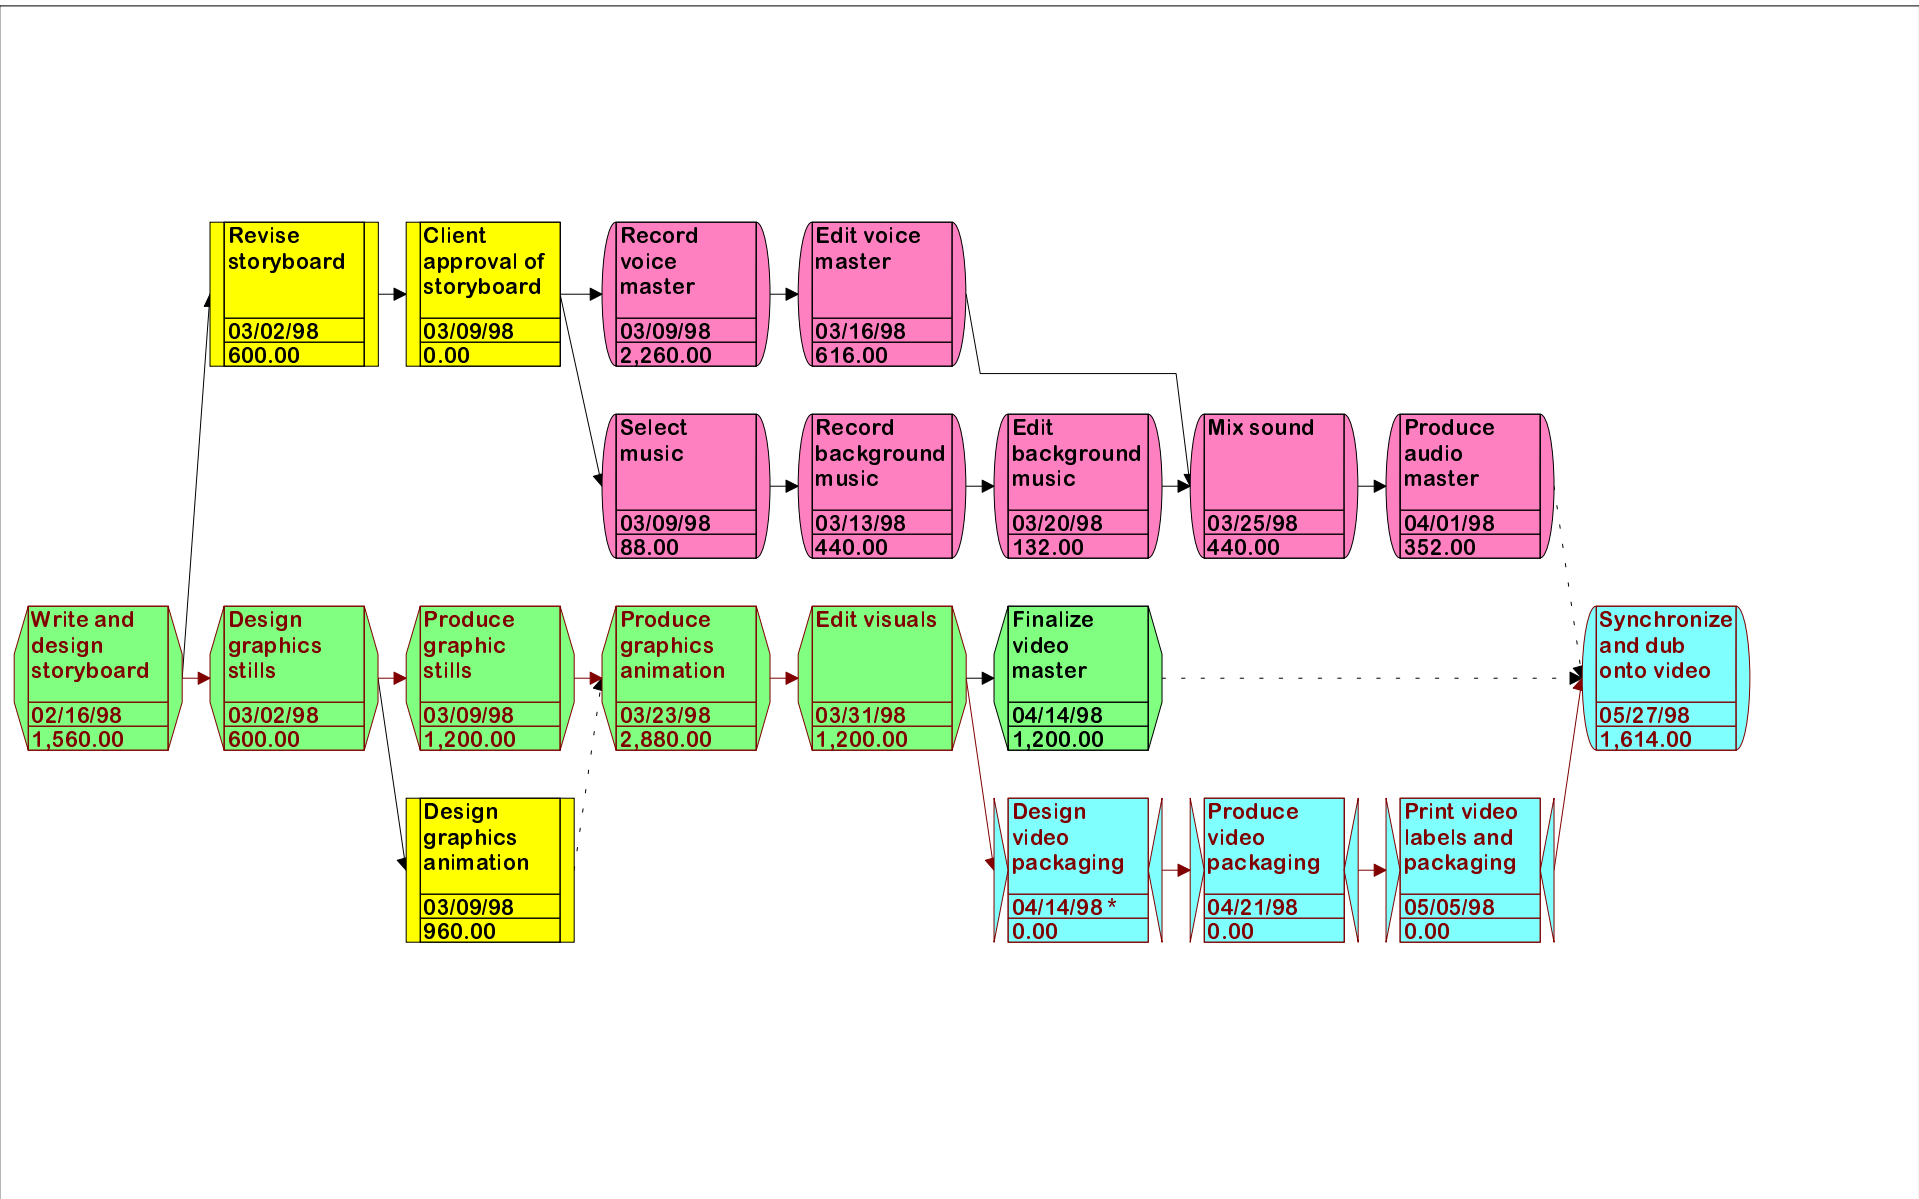 Revise
storyboard
03/02/98
600.00
Client
approval of
storyboard
03/09/98
0.00
Record
voice
master
03/09/98
2,260.00
Edit voice
master
03/16/98
616.00
Select
music
03/09/98
88.00
Record
background
music
03/13/98
440.00
Edit
background
music
03/20/98
132.00
Mix sound
03/25/98
440.00
Produce
audio
master
04/01/98
352.00
Write and
design
storyboard
02/16/98
1,560.00
Design
graphics
stills
03/02/98
600.00
Produce
graphic
stills
03/09/98
1,200.00
Produce
graphics
animation
03/23/98
2,880.00
Edit visuals
03/31/98
1,200.00
Finalize
video
master
04/14/98
1,200.00
Synchronize
and dub
onto video
05/27/98
1,614.00
Design
graphics
animation
03/09/98
960.00
Design
video
packaging
04/14/98 *
0.00
Produce
video
packaging
04/21/98
0.00
Print video
labels and
packaging
05/05/98
0.00